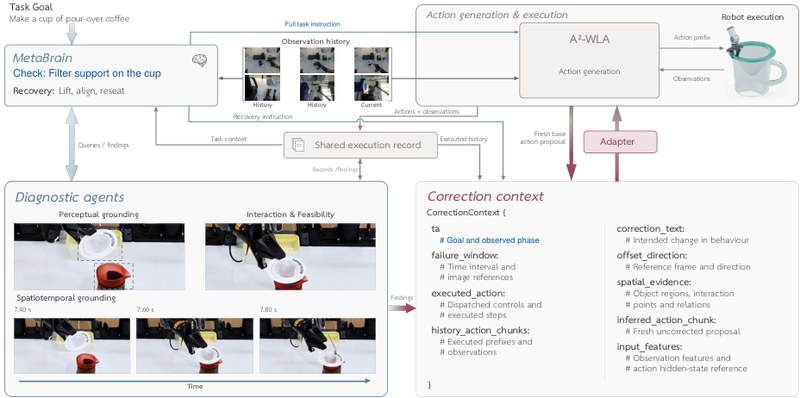 Task Goal
Make a cup of pour-over coffee
MetaBrain
Check: Filter support on the cup
Recovery: Lift, align, reseat
Full task instruction
Observation history
History
History
Current
Action generation & execution
A²-WLA
Action generation
Action prefix
Observations
Robot execution
Recovery instruction
Actions + observations
Task context
Shared execution record
Executed history
Queries / findings
Records /findings
Fresh base
action proposal
Adapter
Diagnostic agents
Perceptual grounding
Interaction & Feasibility
Spatiotemporal grounding
7.40 s
7.60 s
7.80 s
Time
Findings
Correction context
CorrectionContext {
ta
# Goal and observed phase
failure_window:
# Time interval and
# image references
executed_action:
# Dispatched controls and
# executed steps
history_action_chunks:
# Executed prefixes and
# observations
}
correction_text:
# Intended change in behaviour
offset_direction:
# Reference frame and direction
spatial_evidence:
# Object regions, interaction
# points and relations
inferred_action_chunk:
# Fresh uncorrected proposal
input_features:
# Observation features and
# action hidden-state reference